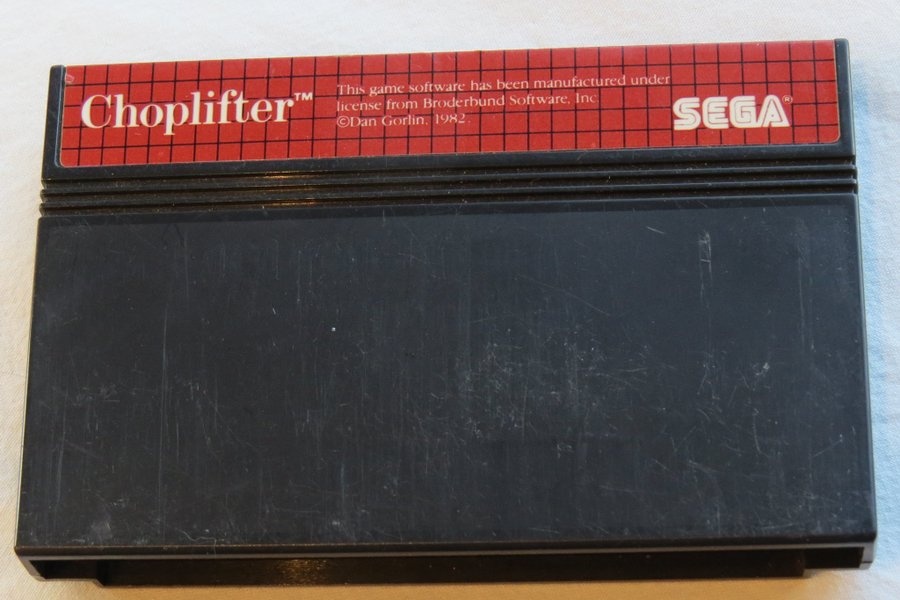 Choplifter™
This game software has been manufactured under
license from Broderbund Software, Inc.
©Dan Gorlin, 1982.
SEGA®